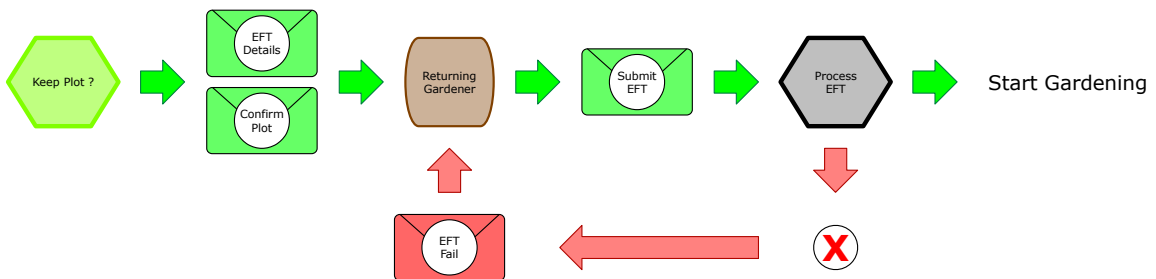 Keep Plot ?
EFT
Details
Confirm
Plot
Returning
Gardener
Submit
EFT
Process
EFT
Start Gardening
EFT
Fail
X